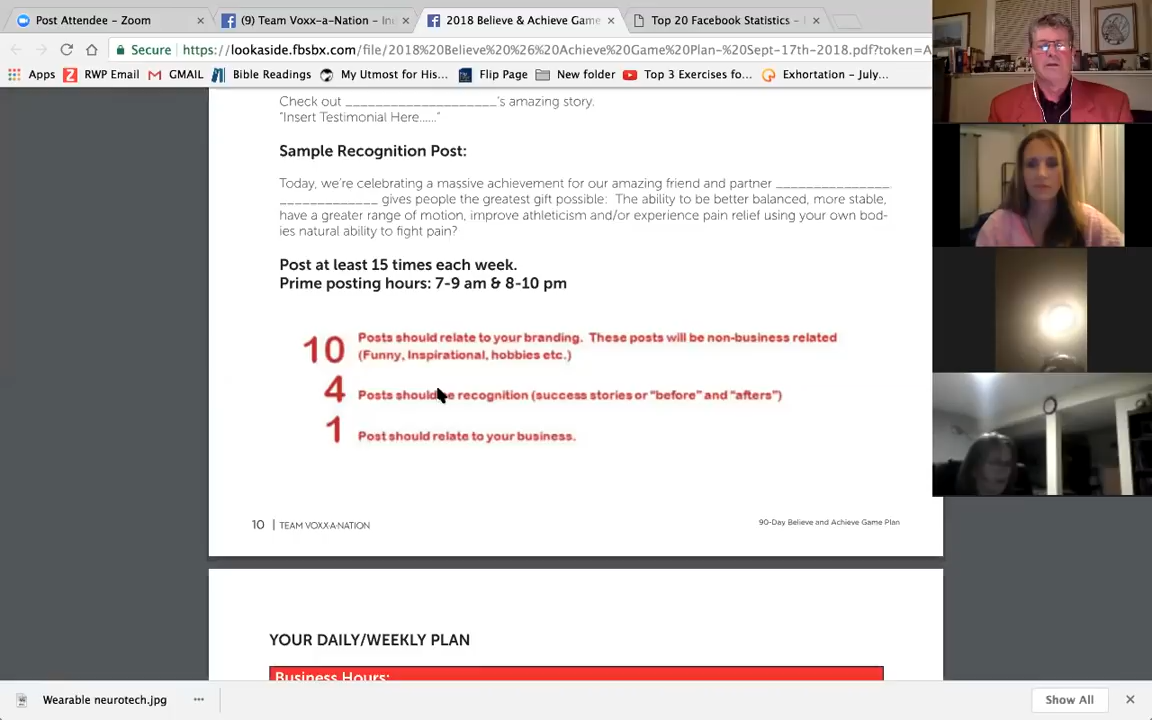 Post Attendee - Zoom
(9) Team Voxx-a-Nation - In
2018 Believe & Achieve Game
Top 20 Facebook Statistics -
Secure
https://lookaside.fbsbx.com/file/2018%20Believe%20%26%20Achieve%20Game%20Plan-%20Sept-17th-2018.pdf?token=A
Apps
RWP Email
GMAIL
Bible Readings
My Utmost for His...
Flip Page
New folder
Top 3 Exercises fo...
Exhortation – July...
Check out ____________________'s amazing story.
"Insert Testimonial Here....."
Sample Recognition Post:
Today, we're celebrating a massive achievement for our amazing friend and partner _______________.
_____________ gives people the greatest gift possible: The ability to be better balanced, more stable,
have a greater range of motion, improve athleticism and/or experience pain relief using your own bod-
ies natural ability to fight pain?
Post at least 15 times each week.
Prime posting hours: 7-9 am & 8-10 pm
10 Posts should relate to your branding. These posts will be non-business related
(Funny, Inspirational, hobbies etc.)
4 Posts should be recognition (success stories or "before" and "afters")
1 Post should relate to your business.
10 | TEAM VOXX-A-NATION
90-Day Believe and Achieve Game Plan
YOUR DAILY/WEEKLY PLAN
Business Hours:
Wearable neurotech.jpg
Show All